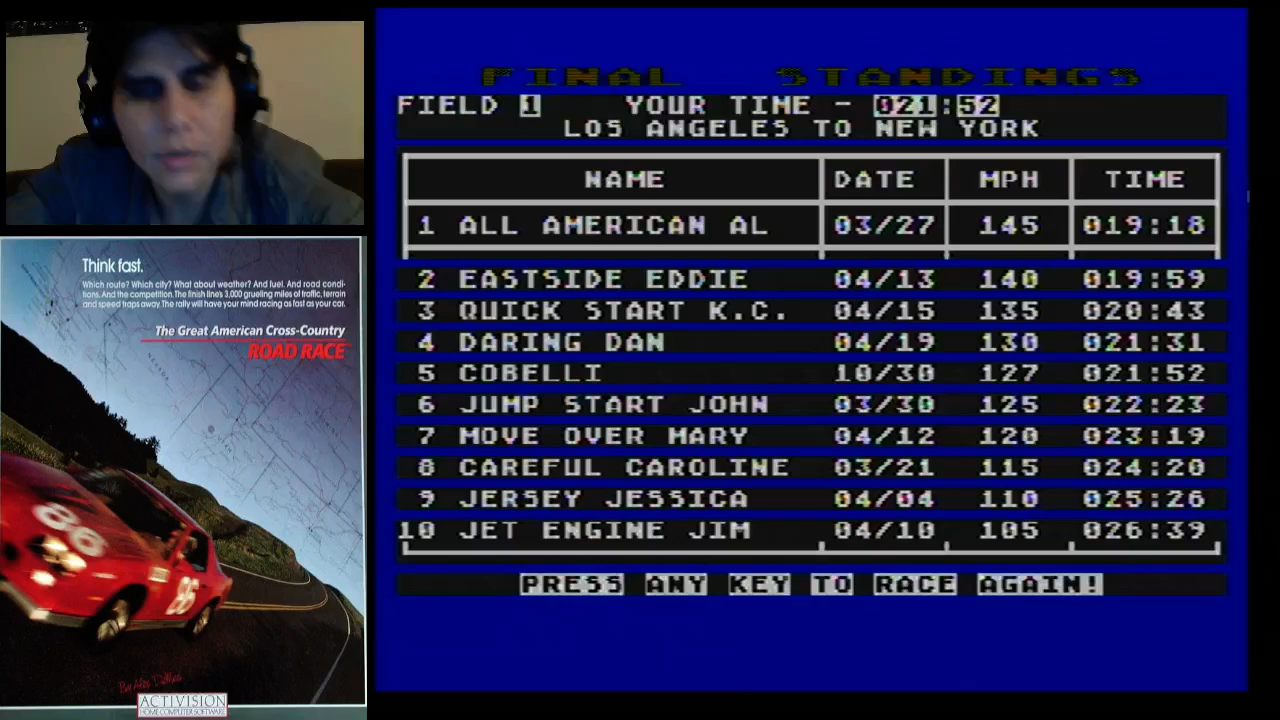 Think fast.
Which route? Which city? What about weather? And fuel. And road condi-
tions. And the competition. The finish line's 3,000 grueling miles of traffic, terrain
and speed traps away. The rally will have your mind racing as fast as your car.
The Great American Cross-Country
ROAD RACE
86
86
ACTIVISION
HOME COMPUTER SOFTWARE
FINAL STANDINGS
FIELD 1 YOUR TIME - 021:52
LOS ANGELES TO NEW YORK
NAME DATE MPH TIME
1 ALL AMERICAN AL 03/27 145 019:18
2 EASTSIDE EDDIE 04/13 140 019:59
3 QUICK START K.C. 04/15 135 020:43
4 DARING DAN 04/19 130 021:31
5 COBELLI 10/30 127 021:52
6 JUMP START JOHN 03/30 125 022:23
7 MOVE OVER MARY 04/12 120 023:19
8 CAREFUL CAROLINE 03/21 115 024:20
9 JERSEY JESSICA 04/04 110 025:26
10 JET ENGINE JIM 04/10 105 026:39
PRESS ANY KEY TO RACE AGAIN!